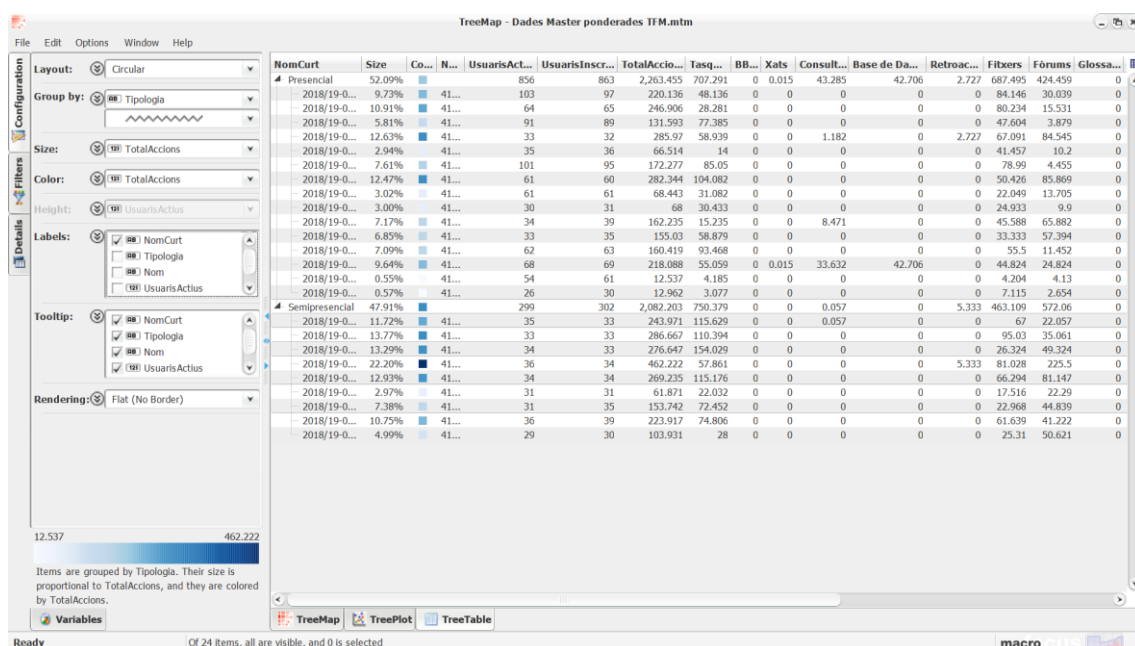 TreeMap - Dades Master ponderades TFM.mtm
File Edit Options Window Help
Configuration
Filters
Details
Layout: Circular
Group by: Tipologia
Size: TotalAccions
Color: TotalAccions
Height: UsuarisActius
Labels: NomCurt
Tipologia
Nom
UsuarisActius
Tooltip: NomCurt
Tipologia
Nom
UsuarisActius
Rendering: Flat (No Border)
12.537 462.222
Items are grouped by Tipologia. Their size is
proportional to TotalAccions, and they are colored
by TotalAccions.
Variables
NomCurt Size Co... N... UsuarisAct... UsuarisInscr... TotalAccio... Tasq... BB... Xats Consult... Base de Da... Retroac... Fitxers Fòrums Glossa...
Presencial 52.09% 856 863 2,263.455 707.291 0 0.015 43.285 42.706 2.727 687.495 424.459 0
2018/19-0... 9.73% 41... 103 97 220.136 48.136 0 0 0 0 0 84.146 30.039 0
2018/19-0... 10.91% 41... 64 65 246.906 28.281 0 0 0 0 0 80.234 15.531 0
2018/19-0... 5.81% 41... 91 89 131.593 77.385 0 0 0 0 0 47.604 3.879 0
2018/19-0... 12.63% 41... 33 32 285.97 58.939 0 0 1.182 0 2.727 67.091 84.545 0
2018/19-0... 2.94% 41... 35 36 66.514 14 0 0 0 0 0 41.457 10.2 0
2018/19-0... 7.61% 41... 101 95 172.277 85.05 0 0 0 0 0 78.99 4.455 0
2018/19-0... 12.47% 41... 61 60 282.344 104.082 0 0 0 0 0 50.426 85.869 0
2018/19-0... 3.02% 41... 61 61 68.443 31.082 0 0 0 0 0 22.049 13.705 0
2018/19-0... 3.00% 41... 30 31 68 30.433 0 0 0 0 0 24.933 9.9 0
2018/19-0... 7.17% 41... 34 39 162.235 15.235 0 0 8.471 0 0 45.588 65.882 0
2018/19-0... 6.85% 41... 33 35 155.03 58.879 0 0 0 0 0 33.333 57.394 0
2018/19-0... 7.09% 41... 62 63 160.419 93.468 0 0 0 0 0 55.5 11.452 0
2018/19-0... 9.64% 41... 68 69 218.088 55.059 0 0.015 33.632 42.706 0 44.824 24.824 0
2018/19-0... 0.55% 41... 54 61 12.537 4.185 0 0 0 0 0 4.204 4.13 0
2018/19-0... 0.57% 41... 26 30 12.962 3.077 0 0 0 0 0 7.115 2.654 0
Semipresencial 47.91% 299 302 2,082.203 750.379 0 0 0.057 0 5.333 463.109 572.06 0
2018/19-0... 11.72% 41... 35 33 243.971 115.629 0 0 0.057 0 0 67 22.057 0
2018/19-0... 13.77% 41... 33 33 286.667 110.394 0 0 0 0 0 95.03 35.061 0
2018/19-0... 13.29% 41... 34 33 276.647 154.029 0 0 0 0 0 26.324 49.324 0
2018/19-0... 22.20% 41... 36 34 462.222 57.861 0 0 0 0 5.333 81.028 225.5 0
2018/19-0... 12.93% 41... 34 34 269.235 115.176 0 0 0 0 0 66.294 81.147 0
2018/19-0... 2.97% 41... 31 31 61.871 22.032 0 0 0 0 0 17.516 22.29 0
2018/19-0... 7.38% 41... 31 35 153.742 72.452 0 0 0 0 0 22.968 44.839 0
2018/19-0... 10.75% 41... 36 39 223.917 74.806 0 0 0 0 0 61.639 41.222 0
2018/19-0... 4.99% 41... 29 30 103.931 28 0 0 0 0 0 25.31 50.621 0
TreeMap TreePlot TreeTable
Ready Of 24 items, all are visible, and 0 is selected macrocus